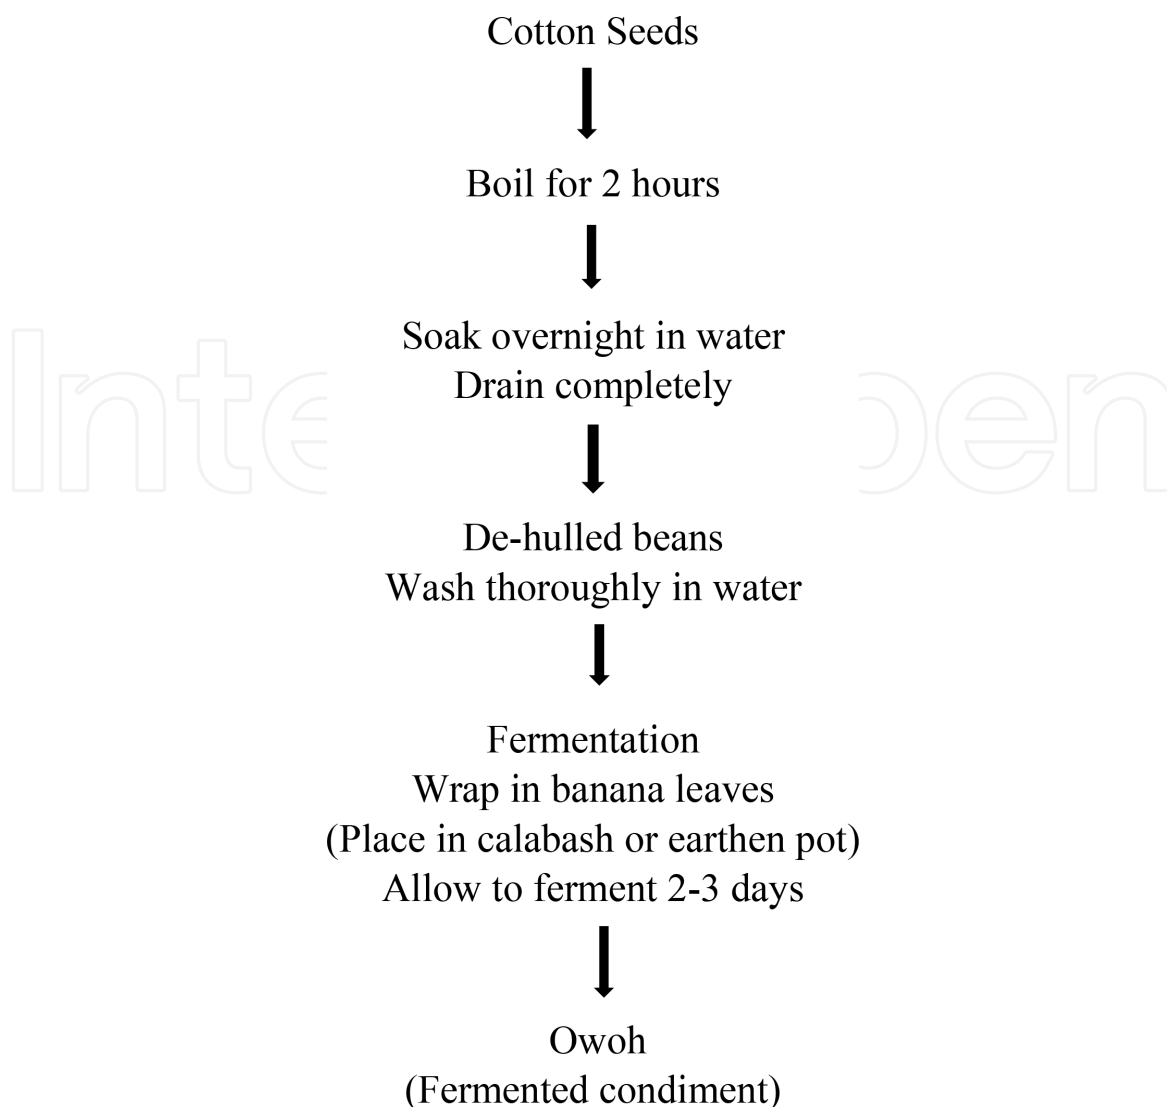 Cotton Seeds
Boil for 2 hours
Soak overnight in water
Drain completely
De-hulled beans
Wash thoroughly in water
Fermentation
Wrap in banana leaves
(Place in calabash or earthen pot)
Allow to ferment 2-3 days
Owoh
(Fermented condiment)